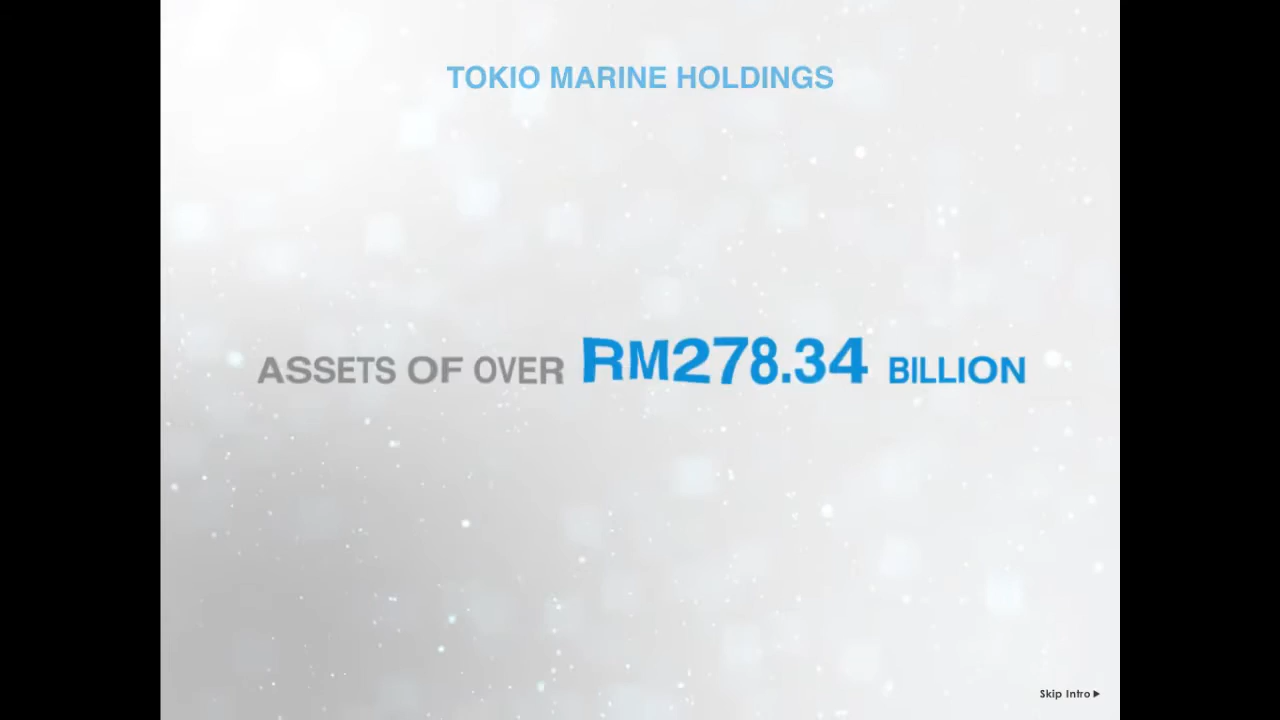 TOKIO MARINE HOLDINGS
ASSETS OF OVER RM278.34 BILLION
Skip Intro